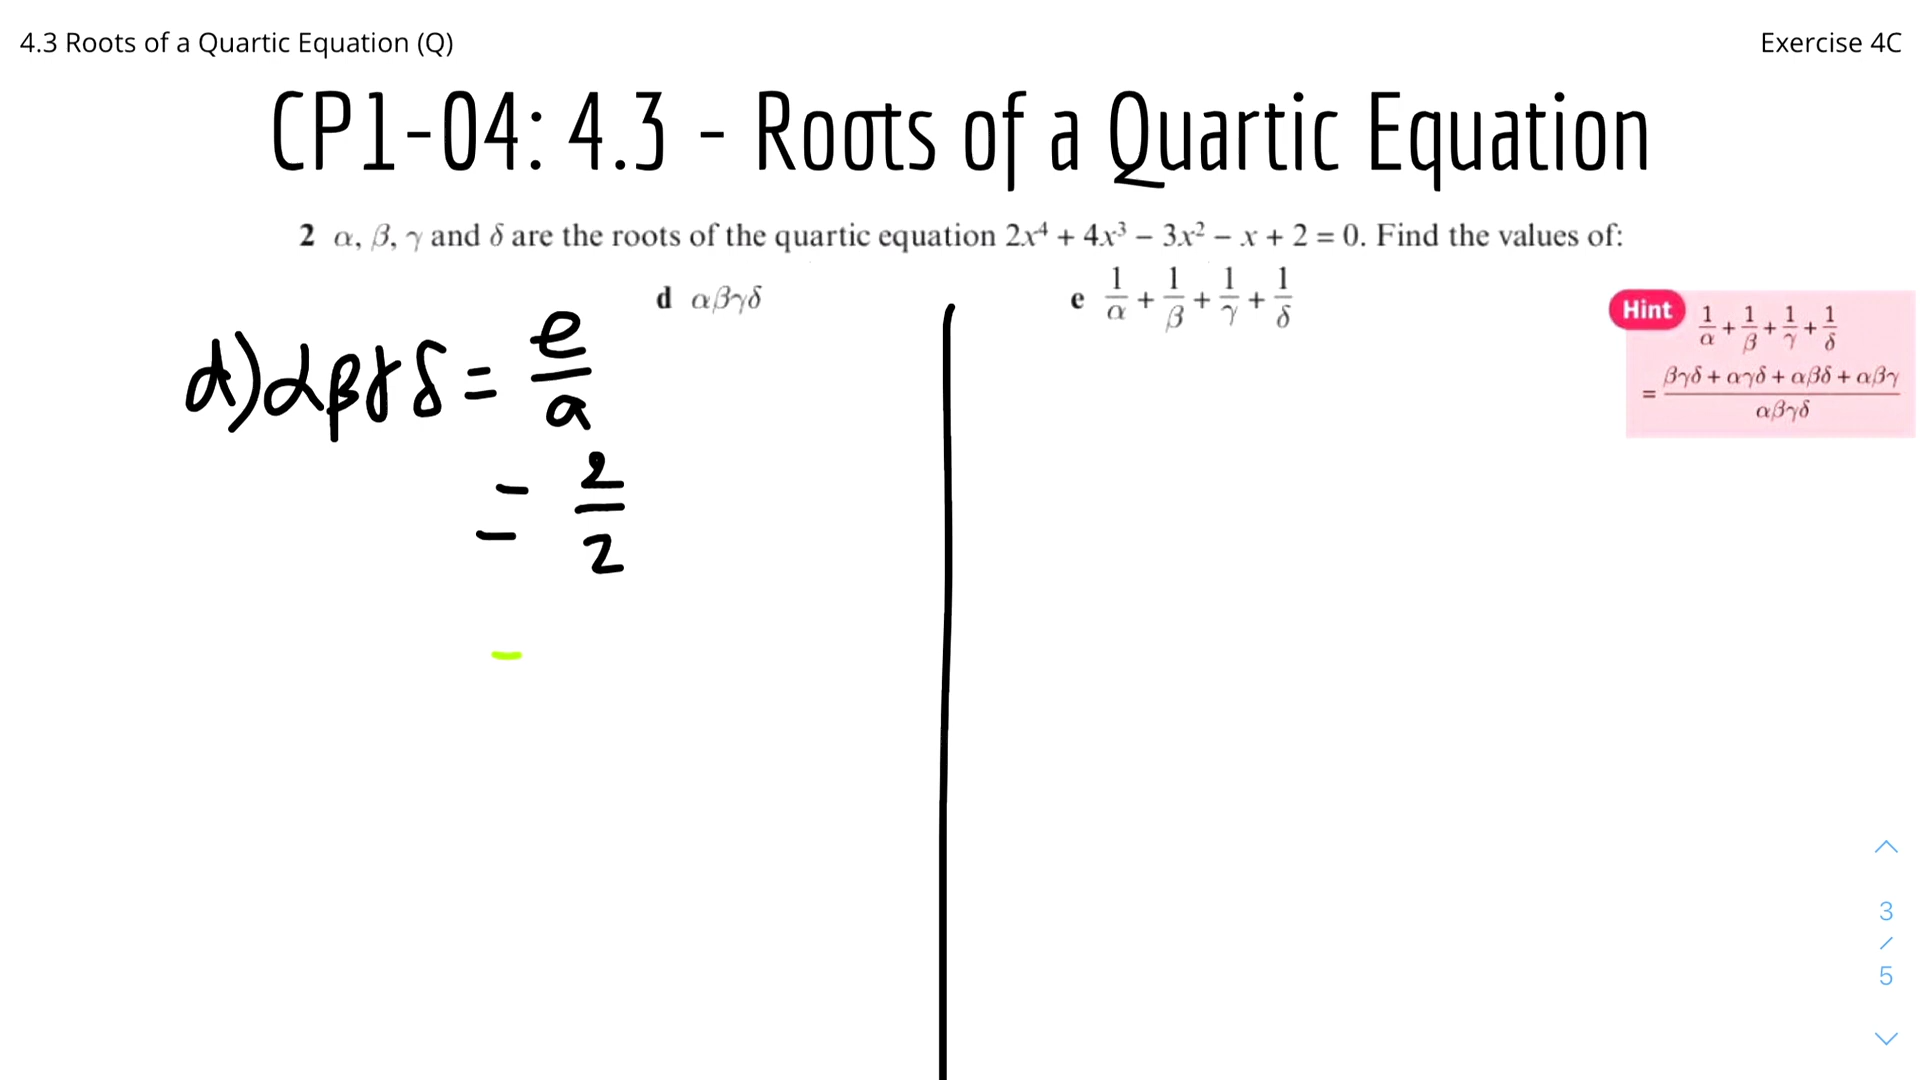 4.3 Roots of a Quartic Equation (Q)
Exercise 4C
CP1-04: 4.3 - Roots of a Quartic Equation
2 α, β, γ and δ are the roots of the quartic equation 2x⁴ + 4x³ – 3x² – x + 2 = 0. Find the values of:
d αβγδ
e 1/α + 1/β + 1/γ + 1/δ
Hint 1/α + 1/β + 1/γ + 1/δ
= (βγδ + αγδ + αβδ + αβγ)/(αβγδ)
d) αβγδ = e/a
= 2/2
3
/
5